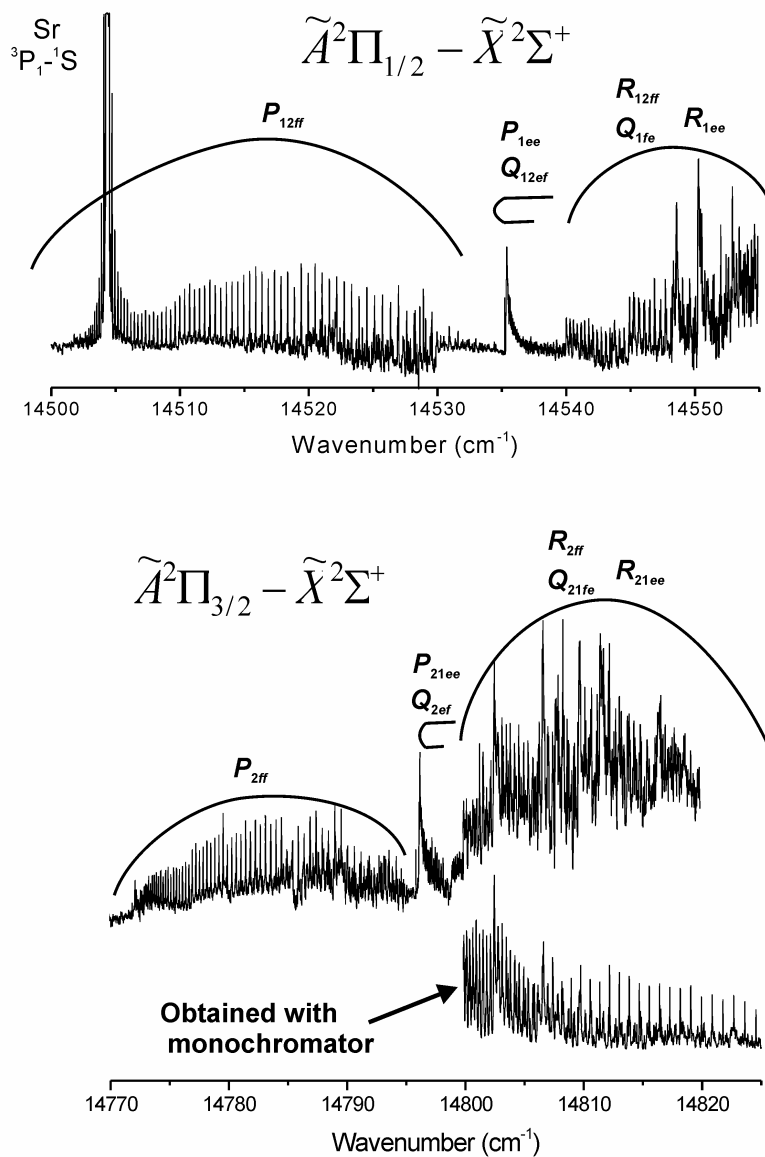 Sr
³P₁-¹S
Ã²Π₁/₂ – X̃²Σ⁺
P₁₂ff
P₁ee
Q₁₂ef
R₁₂ff
Q₁fe
R₁ee
14500 14510 14520 14530 14540 14550
Wavenumber (cm⁻¹)
Ã²Π₃/₂ – X̃²Σ⁺
R₂ff
Q₂₁fe
R₂₁ee
P₂₁ee
Q₂ef
P₂ff
Obtained with
monochromator
14770 14780 14790 14800 14810 14820
Wavenumber (cm⁻¹)